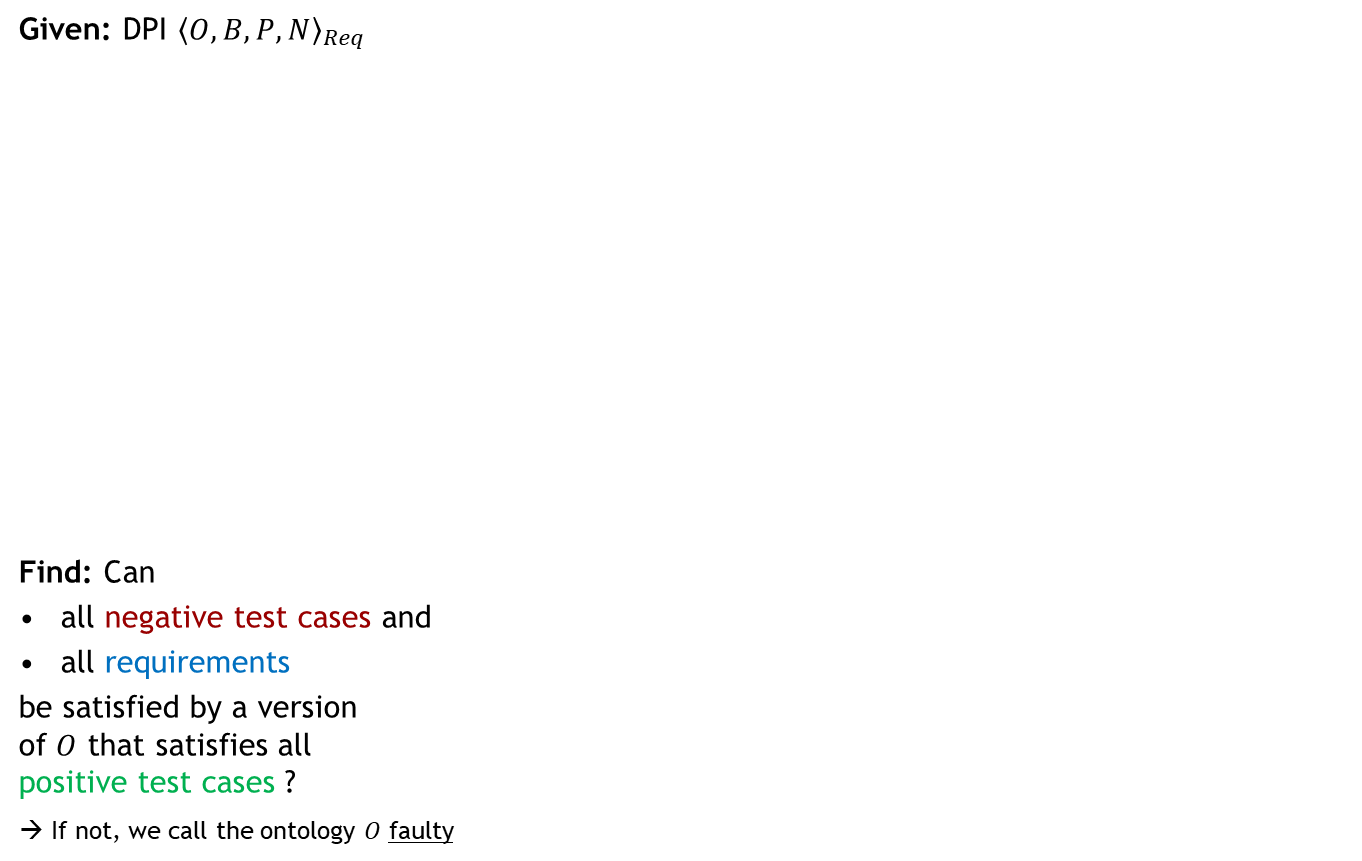 Given: DPI ⟨O, B, P, N⟩Req
Find: Can
• all negative test cases and
• all requirements
be satisfied by a version
of O that satisfies all
positive test cases ?
→ If not, we call the ontology O faulty